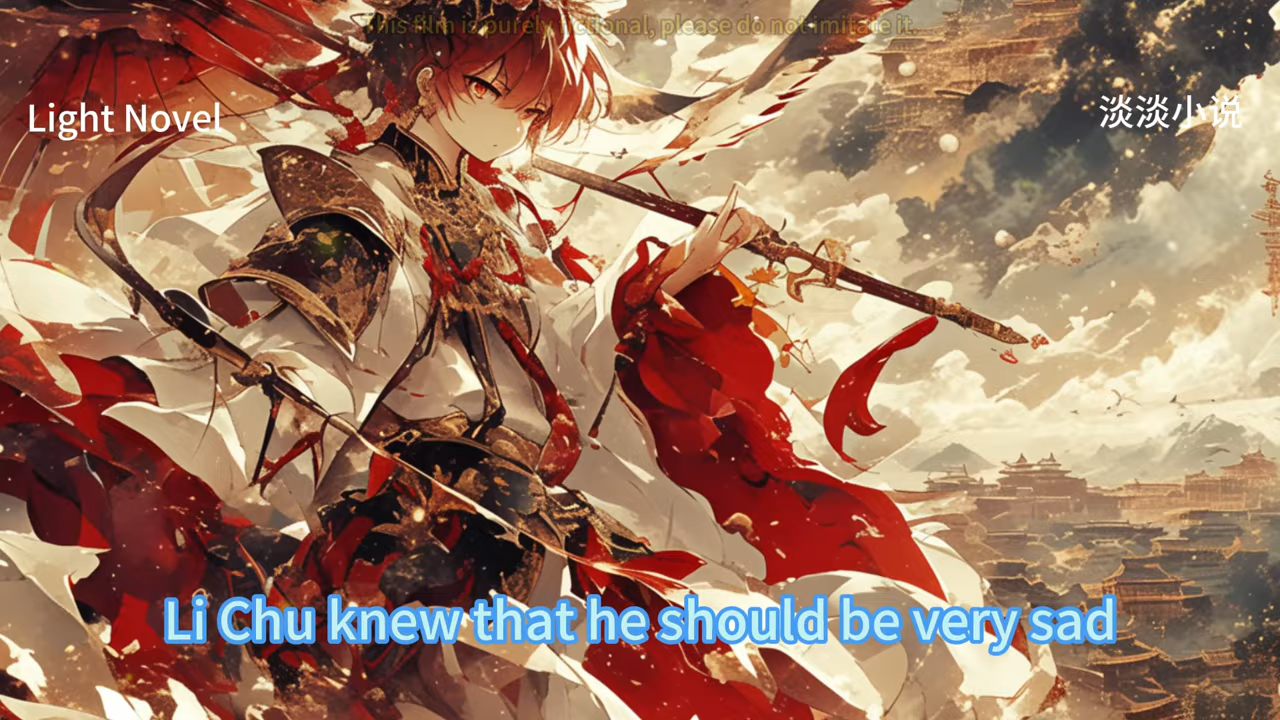 This film is purely fictional, please do not imitate it.
Light Novel
淡淡小说
Li Chu knew that he should be very sad